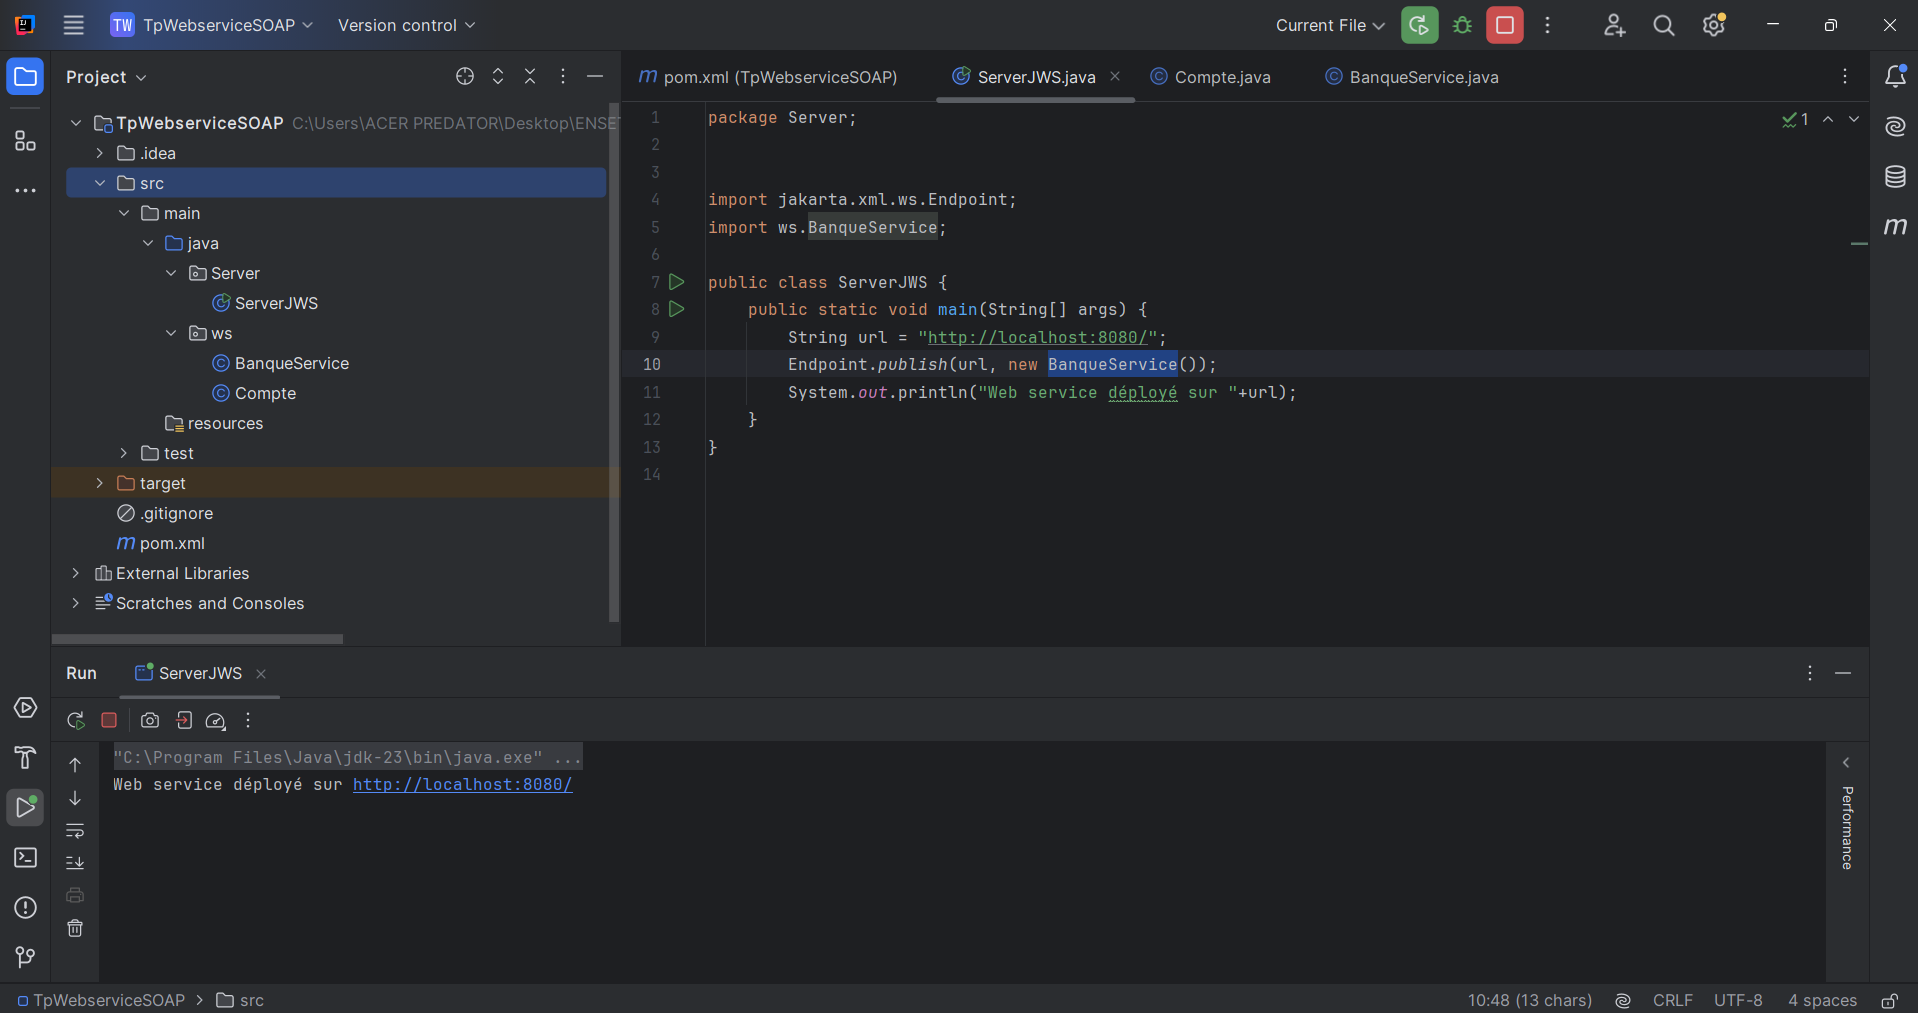 TW TpWebserviceSOAP Version control Current File
Project
pom.xml (TpWebserviceSOAP) ServerJWS.java Compte.java BanqueService.java
TpWebserviceSOAP C:\Users\ACER PREDATOR\Desktop\ENSE
.idea
src
main
java
Server
ServerJWS
ws
BanqueService
Compte
resources
test
target
.gitignore
pom.xml
External Libraries
Scratches and Consoles
1 package Server;
2
3
4 import jakarta.xml.ws.Endpoint;
5 import ws.BanqueService;
6
7 public class ServerJWS {
8 public static void main(String[] args) {
9 String url = "http://localhost:8080/";
10 Endpoint.publish(url, new BanqueService());
11 System.out.println("Web service déployé sur "+url);
12 }
13 }
14
1
Run ServerJWS
"C:\Program Files\Java\jdk-23\bin\java.exe" ...
Web service déployé sur http://localhost:8080/
Performance
TpWebserviceSOAP > src 10:48 (13 chars) CRLF UTF-8 4 spaces